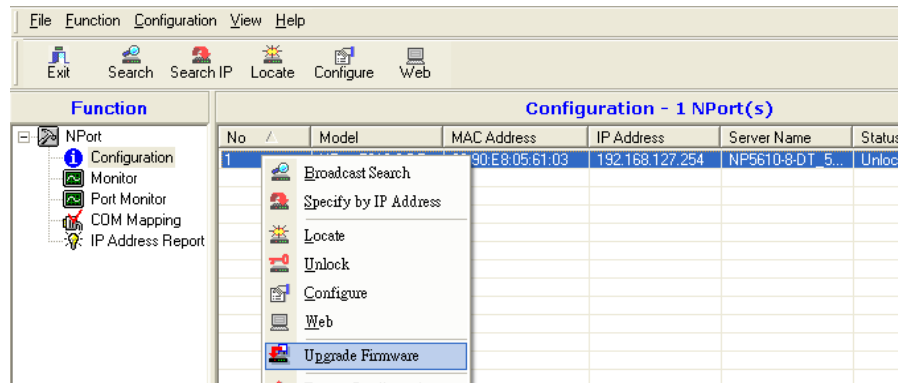 File Function Configuration View Help
Exit Search Search IP Locate Configure Web
Function
Configuration - 1 NPort(s)
NPort
Configuration
Monitor
Port Monitor
COM Mapping
IP Address Report
No Model MAC Address IP Address Server Name Status
1 90:E8:05:61:03 192.168.127.254 NP5610-8-DT_5... Unloc
Broadcast Search
Specify by IP Address
Locate
Unlock
Configure
Web
Upgrade Firmware